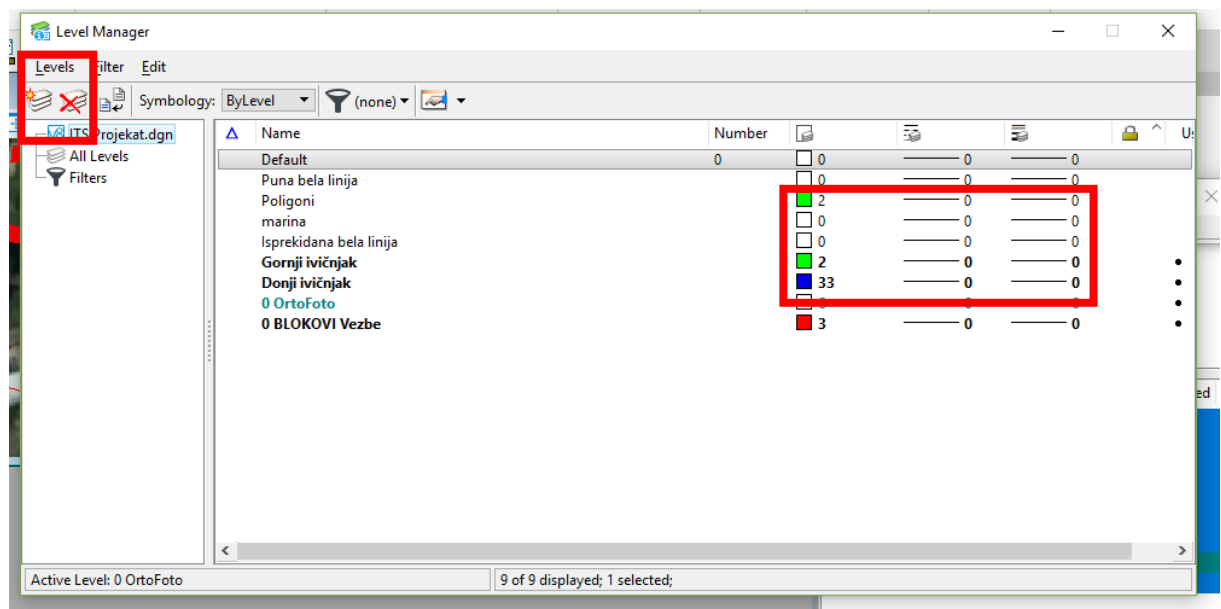 Level Manager
Levels Filter Edit
Symbology: ByLevel (none)
ITS Projekat.dgn
All Levels
Filters
Name Number
Default 0 0 0 0
Puna bela linija 0 0 0
Poligoni 2 0 0
marina 0 0 0
Isprekidana bela linija 0 0 0
Gornji ivičnjak 2 0 0
Donji ivičnjak 33 0 0
0 OrtoFoto
0 BLOKOVI Vezbe 3 0 0
ed
Active Level: 0 OrtoFoto 9 of 9 displayed; 1 selected;